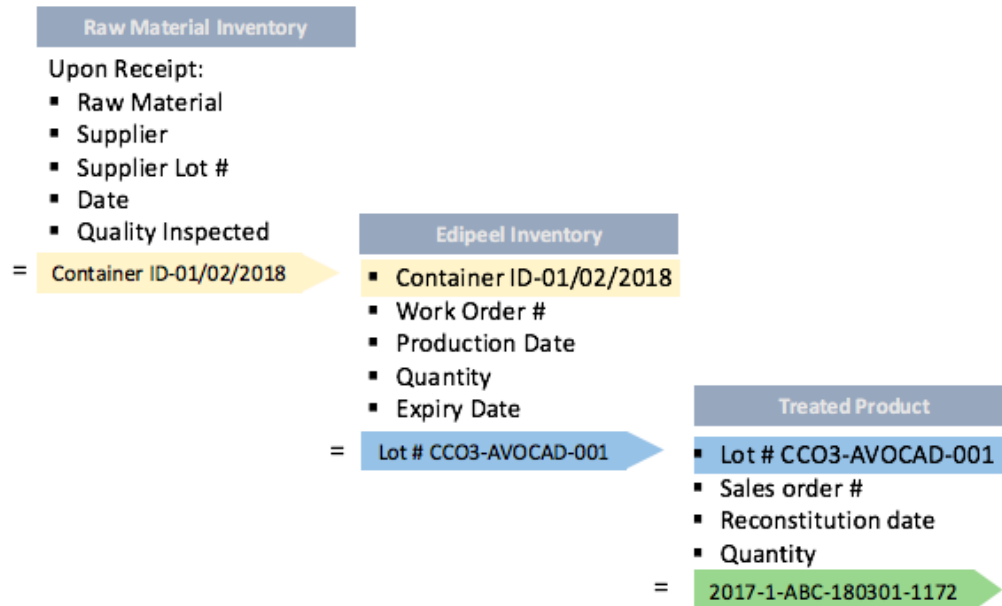 Raw Material Inventory
Upon Receipt:
▪ Raw Material
▪ Supplier
▪ Supplier Lot #
▪ Date
▪ Quality Inspected
= Container ID-01/02/2018
Edipeel Inventory
▪ Container ID-01/02/2018
▪ Work Order #
▪ Production Date
▪ Quantity
▪ Expiry Date
= Lot # CCO3-AVOCAD-001
Treated Product
▪ Lot # CCO3-AVOCAD-001
▪ Sales order #
▪ Reconstitution date
▪ Quantity
= 2017-1-ABC-180301-1172